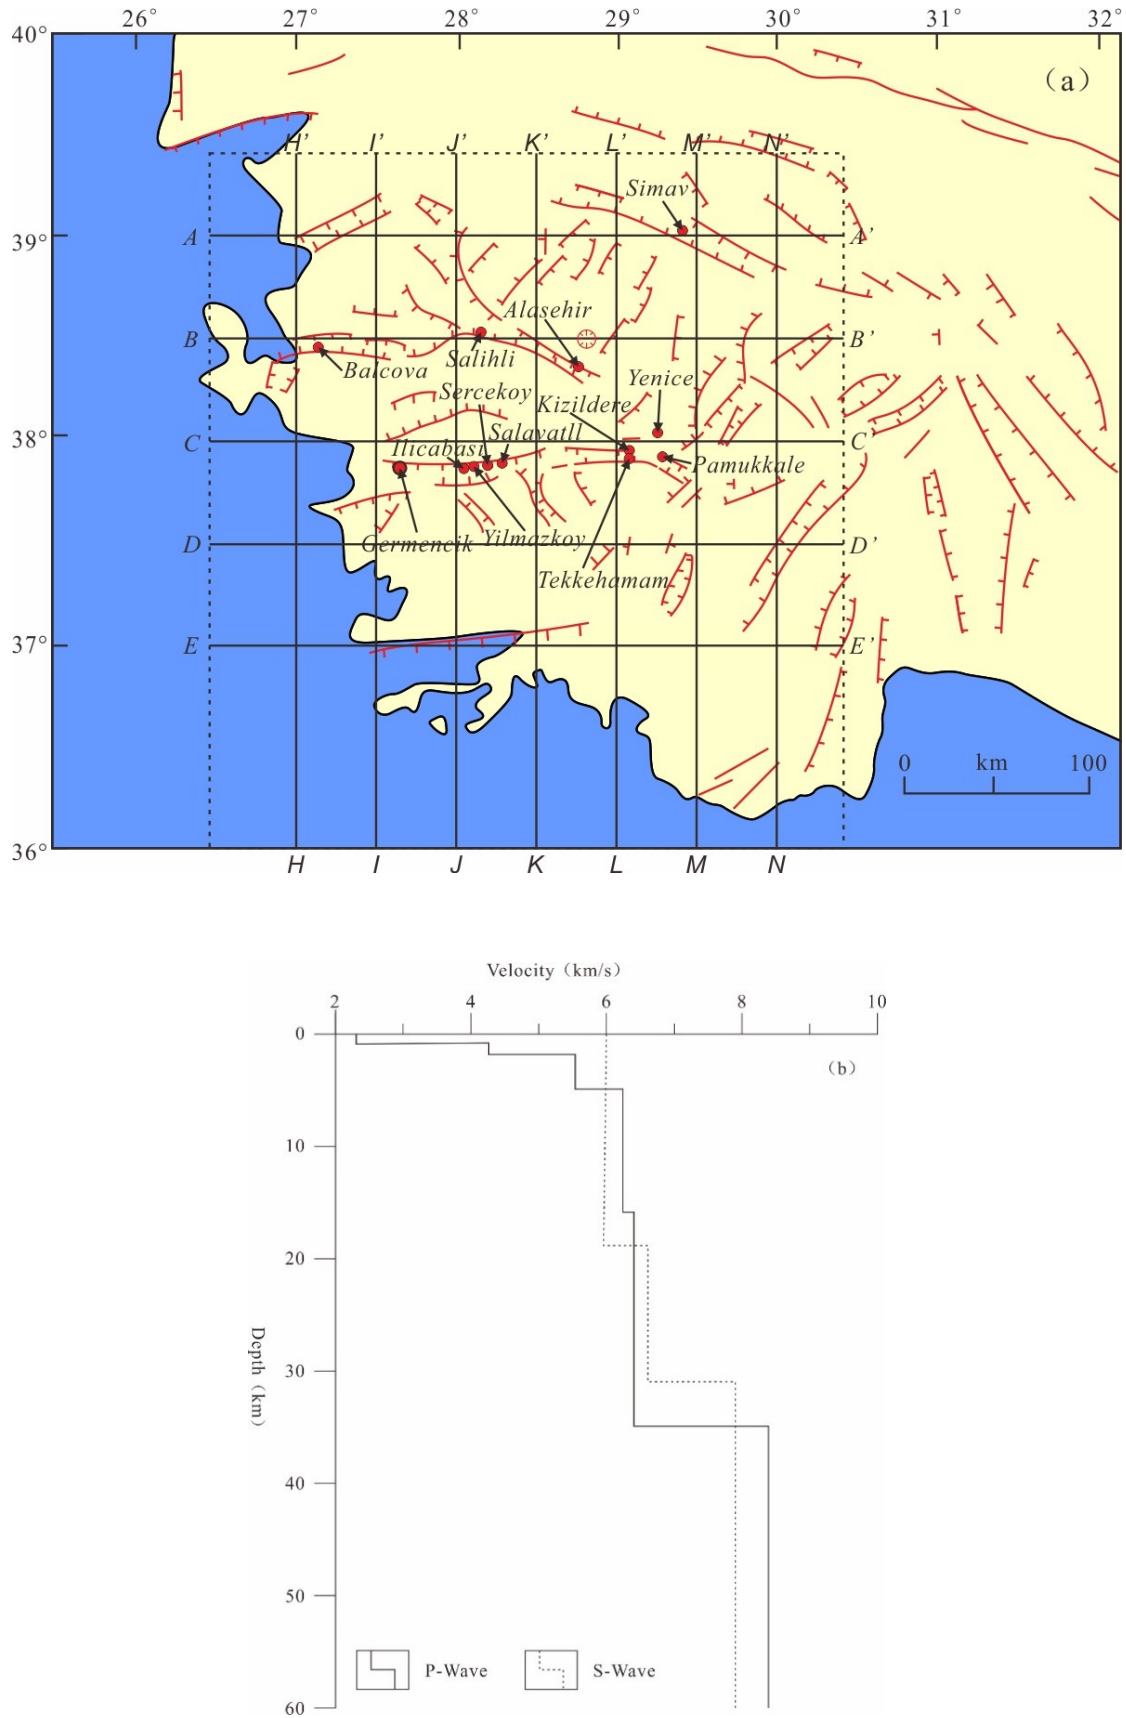 26° 27° 28° 29° 30° 31° 32°
40°
(a)
H' I' J' K' L' M' N'
Simav
39° A A'
Alasehir
B B'
Salihli
Balcova
Yenice
Sercekoy
Kizildere
Salavatll
38° C C'
Ilicabasi
Pamukkale
Germencik Yilmazkoy
D D'
Tekkehamam
37° E E'
0 km 100
36°
H I J K L M N
Velocity (km/s)
2 4 6 8 10
0
(b)
10
20
30
Depth (km)
40
50
P-Wave S-Wave
60